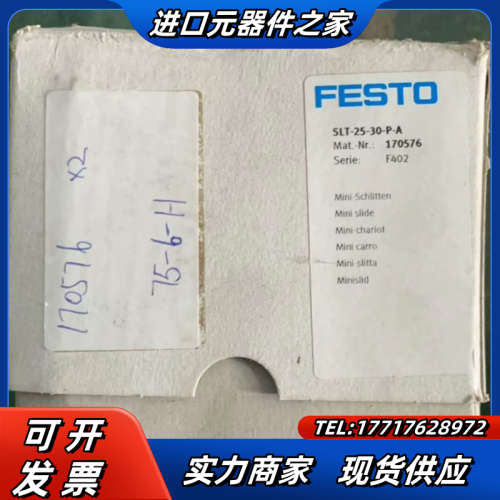 进口元器件之家
FESTO
SLT-25-30-P-A
Mat.-Nr.: 170576
Serie: F402
Mini-Schlitten
Mini slide
Mini-chariot
Mini carro
Mini-slitta
Minisläd
170576 x2
75-6-H
TEL:17717628972
可开发票
实力商家 现货供应